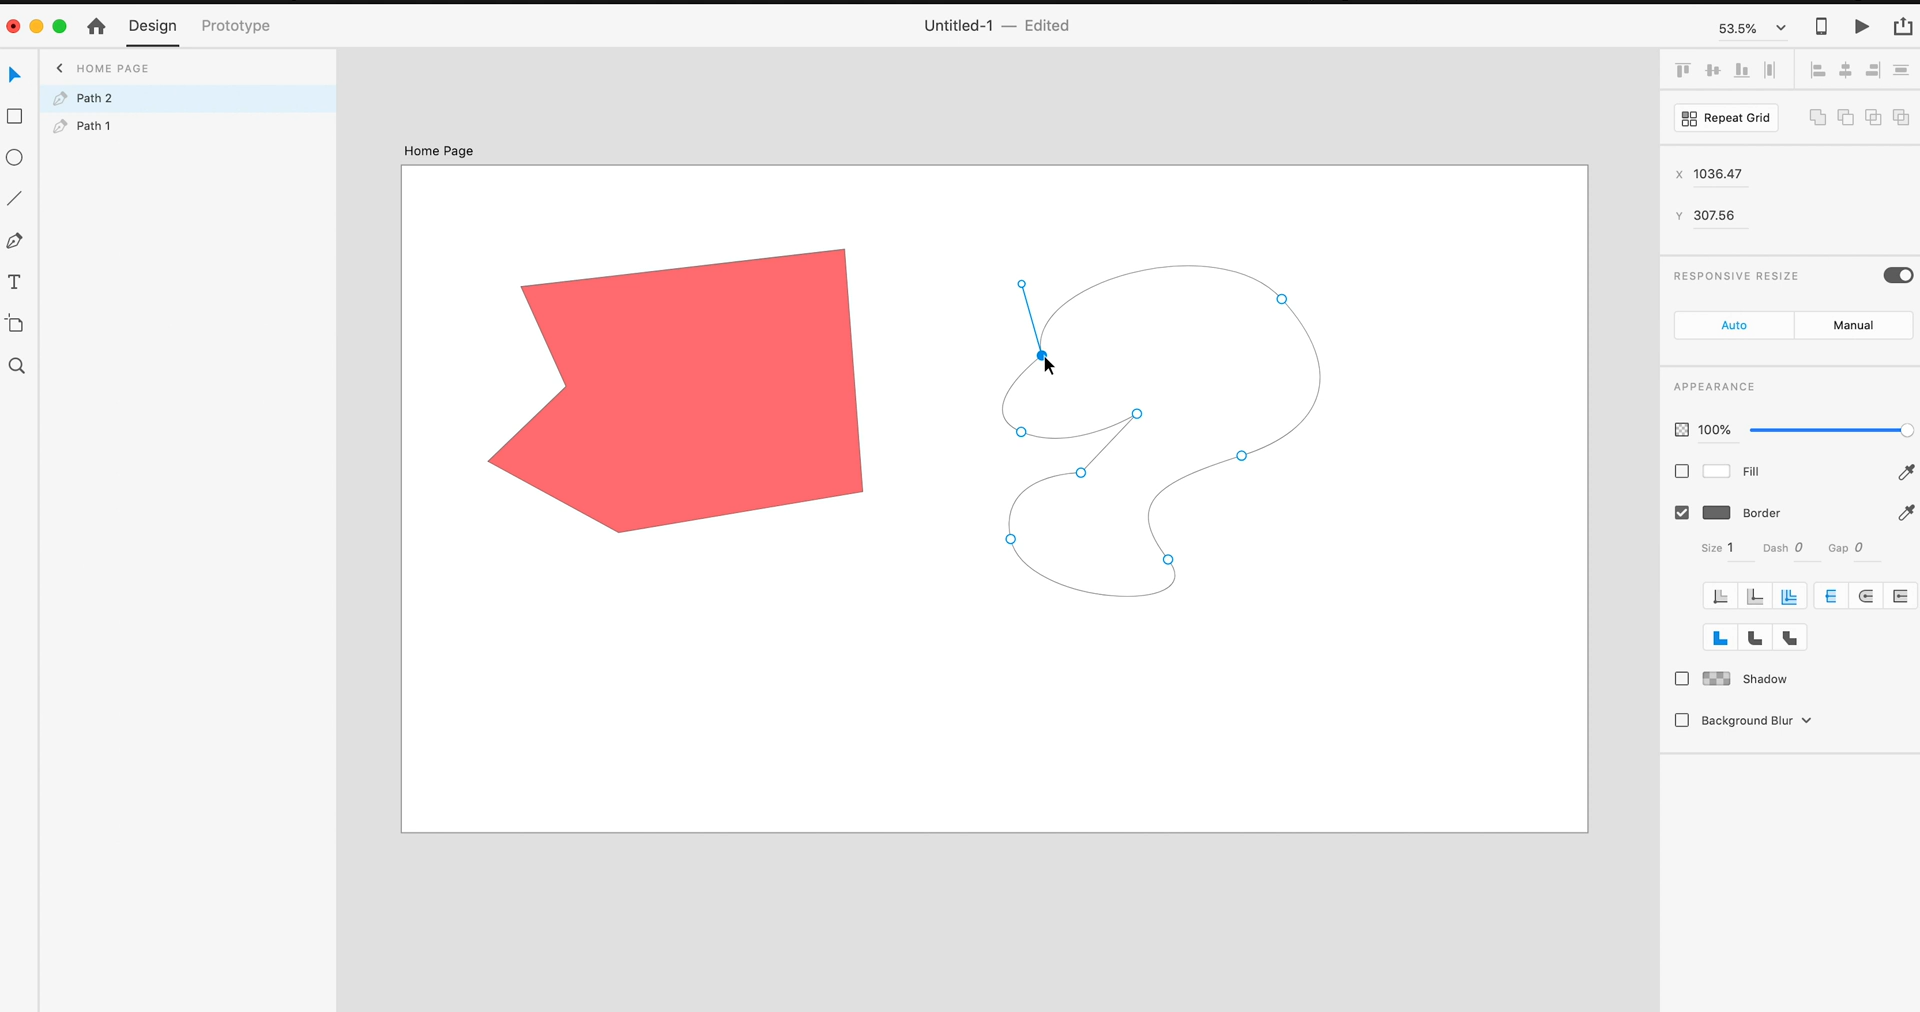 Design Prototype Untitled-1 — Edited 53.5%
HOME PAGE
Path 2
Path 1
Home Page
Repeat Grid
X 1036.47
Y 307.56
RESPONSIVE RESIZE
Auto Manual
APPEARANCE
100%
Fill
Border
Size 1 Dash 0 Gap 0
Shadow
Background Blur
T